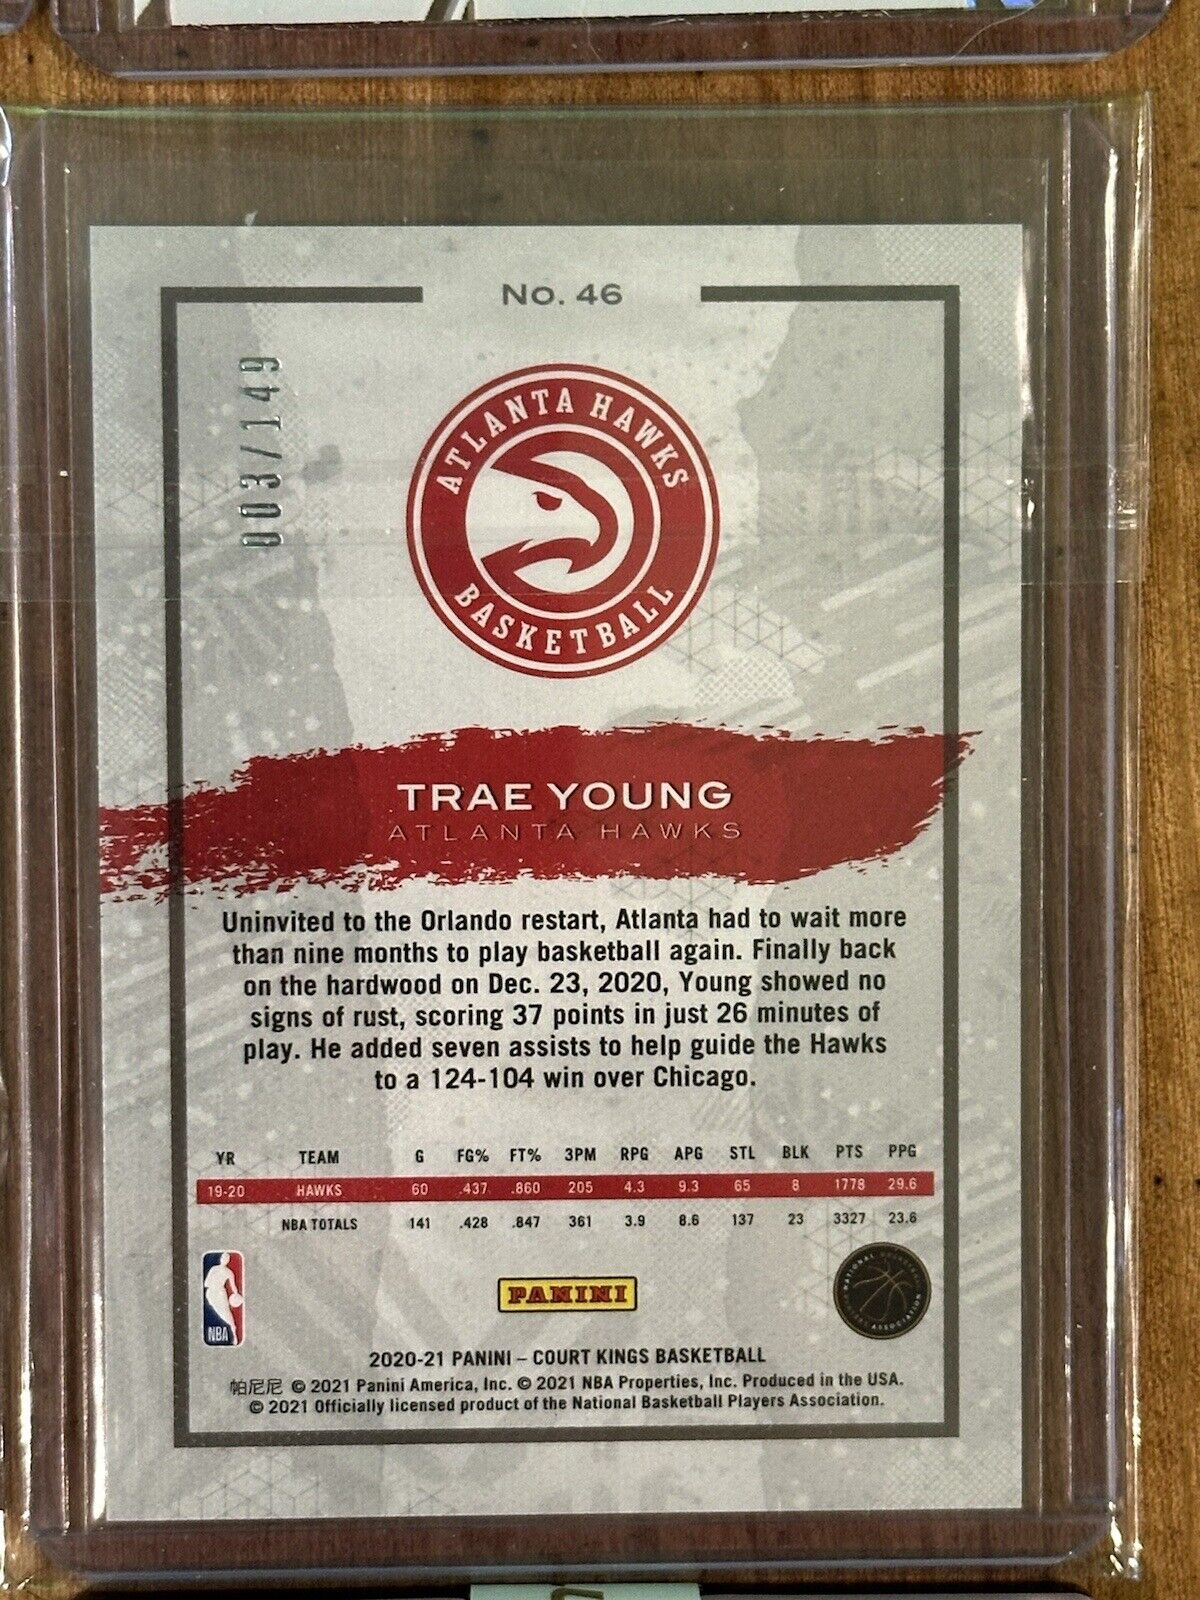 No. 46
003/149
ATLANTA HAWKS
BASKETBALL
TRAE YOUNG
ATLANTA HAWKS
Uninvited to the Orlando restart, Atlanta had to wait more
than nine months to play basketball again. Finally back
on the hardwood on Dec. 23, 2020, Young showed no
signs of rust, scoring 37 points in just 26 minutes of
play. He added seven assists to help guide the Hawks
to a 124-104 win over Chicago.
YR TEAM G FG% FT% 3PM RPG APG STL BLK PTS PPG
19-20 HAWKS 60 .437 .860 205 4.3 9.3 65 8 1778 29.6
NBA TOTALS 141 .428 .847 361 3.9 8.6 137 23 3327 23.6
NBA
PANINI
NATIONAL BASKETBALL PLAYERS ASSOCIATION
2020-21 PANINI – COURT KINGS BASKETBALL
帕尼尼 © 2021 Panini America, Inc. © 2021 NBA Properties, Inc. Produced in the USA.
© 2021 Officially licensed product of the National Basketball Players Association.